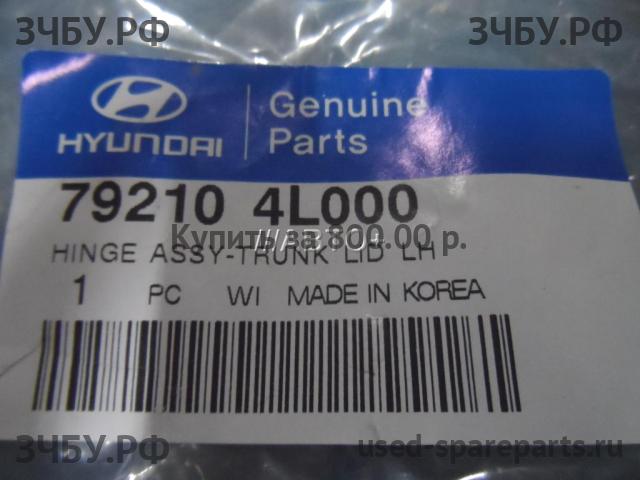 ЗЧБУ.РФ
ЗЧБУ.РФ
HYUNDAI
Genuine
Parts
79210 4L000
Купить за 800.00 р.
HINGE ASSY-TRUNK LID LH
1 PC WI MADE IN KOREA
ЗЧБУ.РФ
used-spareparts.ru